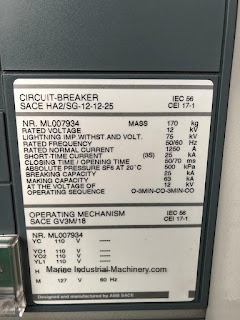 CIRCUIT-BREAKER IEC 56
SACE HA2/SG-12-12-25 CEI 17-1
NR. ML007934 MASS 170 kg
RATED VOLTAGE 12 kV
LIGHTNING IMP.WITHST.AND VOLT. 75 kV
RATED FREQUENCY 50/60 Hz
RATED NORMAL CURRENT 1250 A
SHORT-TIME CURRENT (3S) 25 kA
CLOSING TIME / OPENING TIME 50/70 ms
ABSOLUTE PRESSURE SF6 AT 20°C 500 kPa
BREAKING CAPACITY 25 kA
MAKING CAPACITY 63 kA
AT THE VOLTAGE OF 12 kV
OPERATING SEQUENCE O-3MIN-CO-3MIN-CO
OPERATING MECHANISM IEC 56
SACE GV3M/18 CEI 17-1
NR. ML007934
YC 110 V
YO1 110 V
YO2 110 V
YL1 110 V
Marine Industrial-Machinery.com
M 127 V 60 Hz
Designed and manufactured by ABB SACE